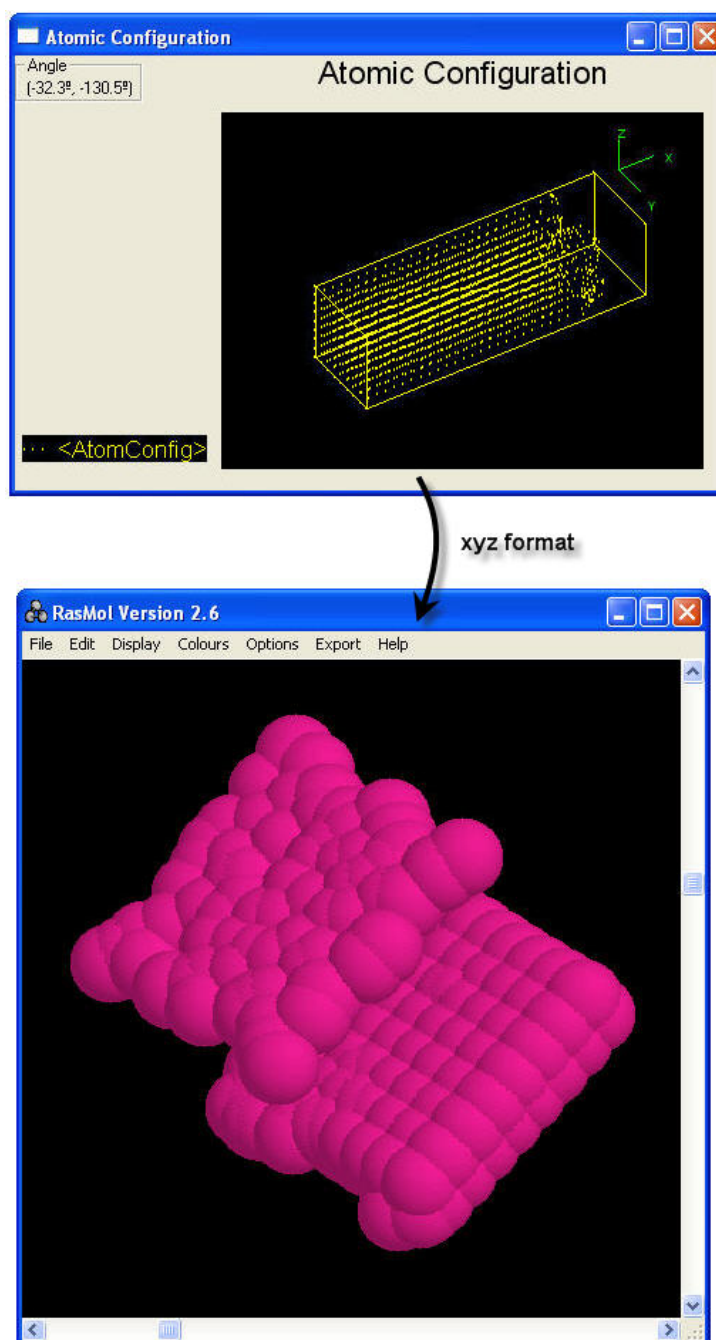 Atomic Configuration
Angle
(-32.3º, -130.5º)
Atomic Configuration
Z
X
Y
··· <AtomConfig>
xyz format
RasMol Version 2.6
File Edit Display Colours Options Export Help